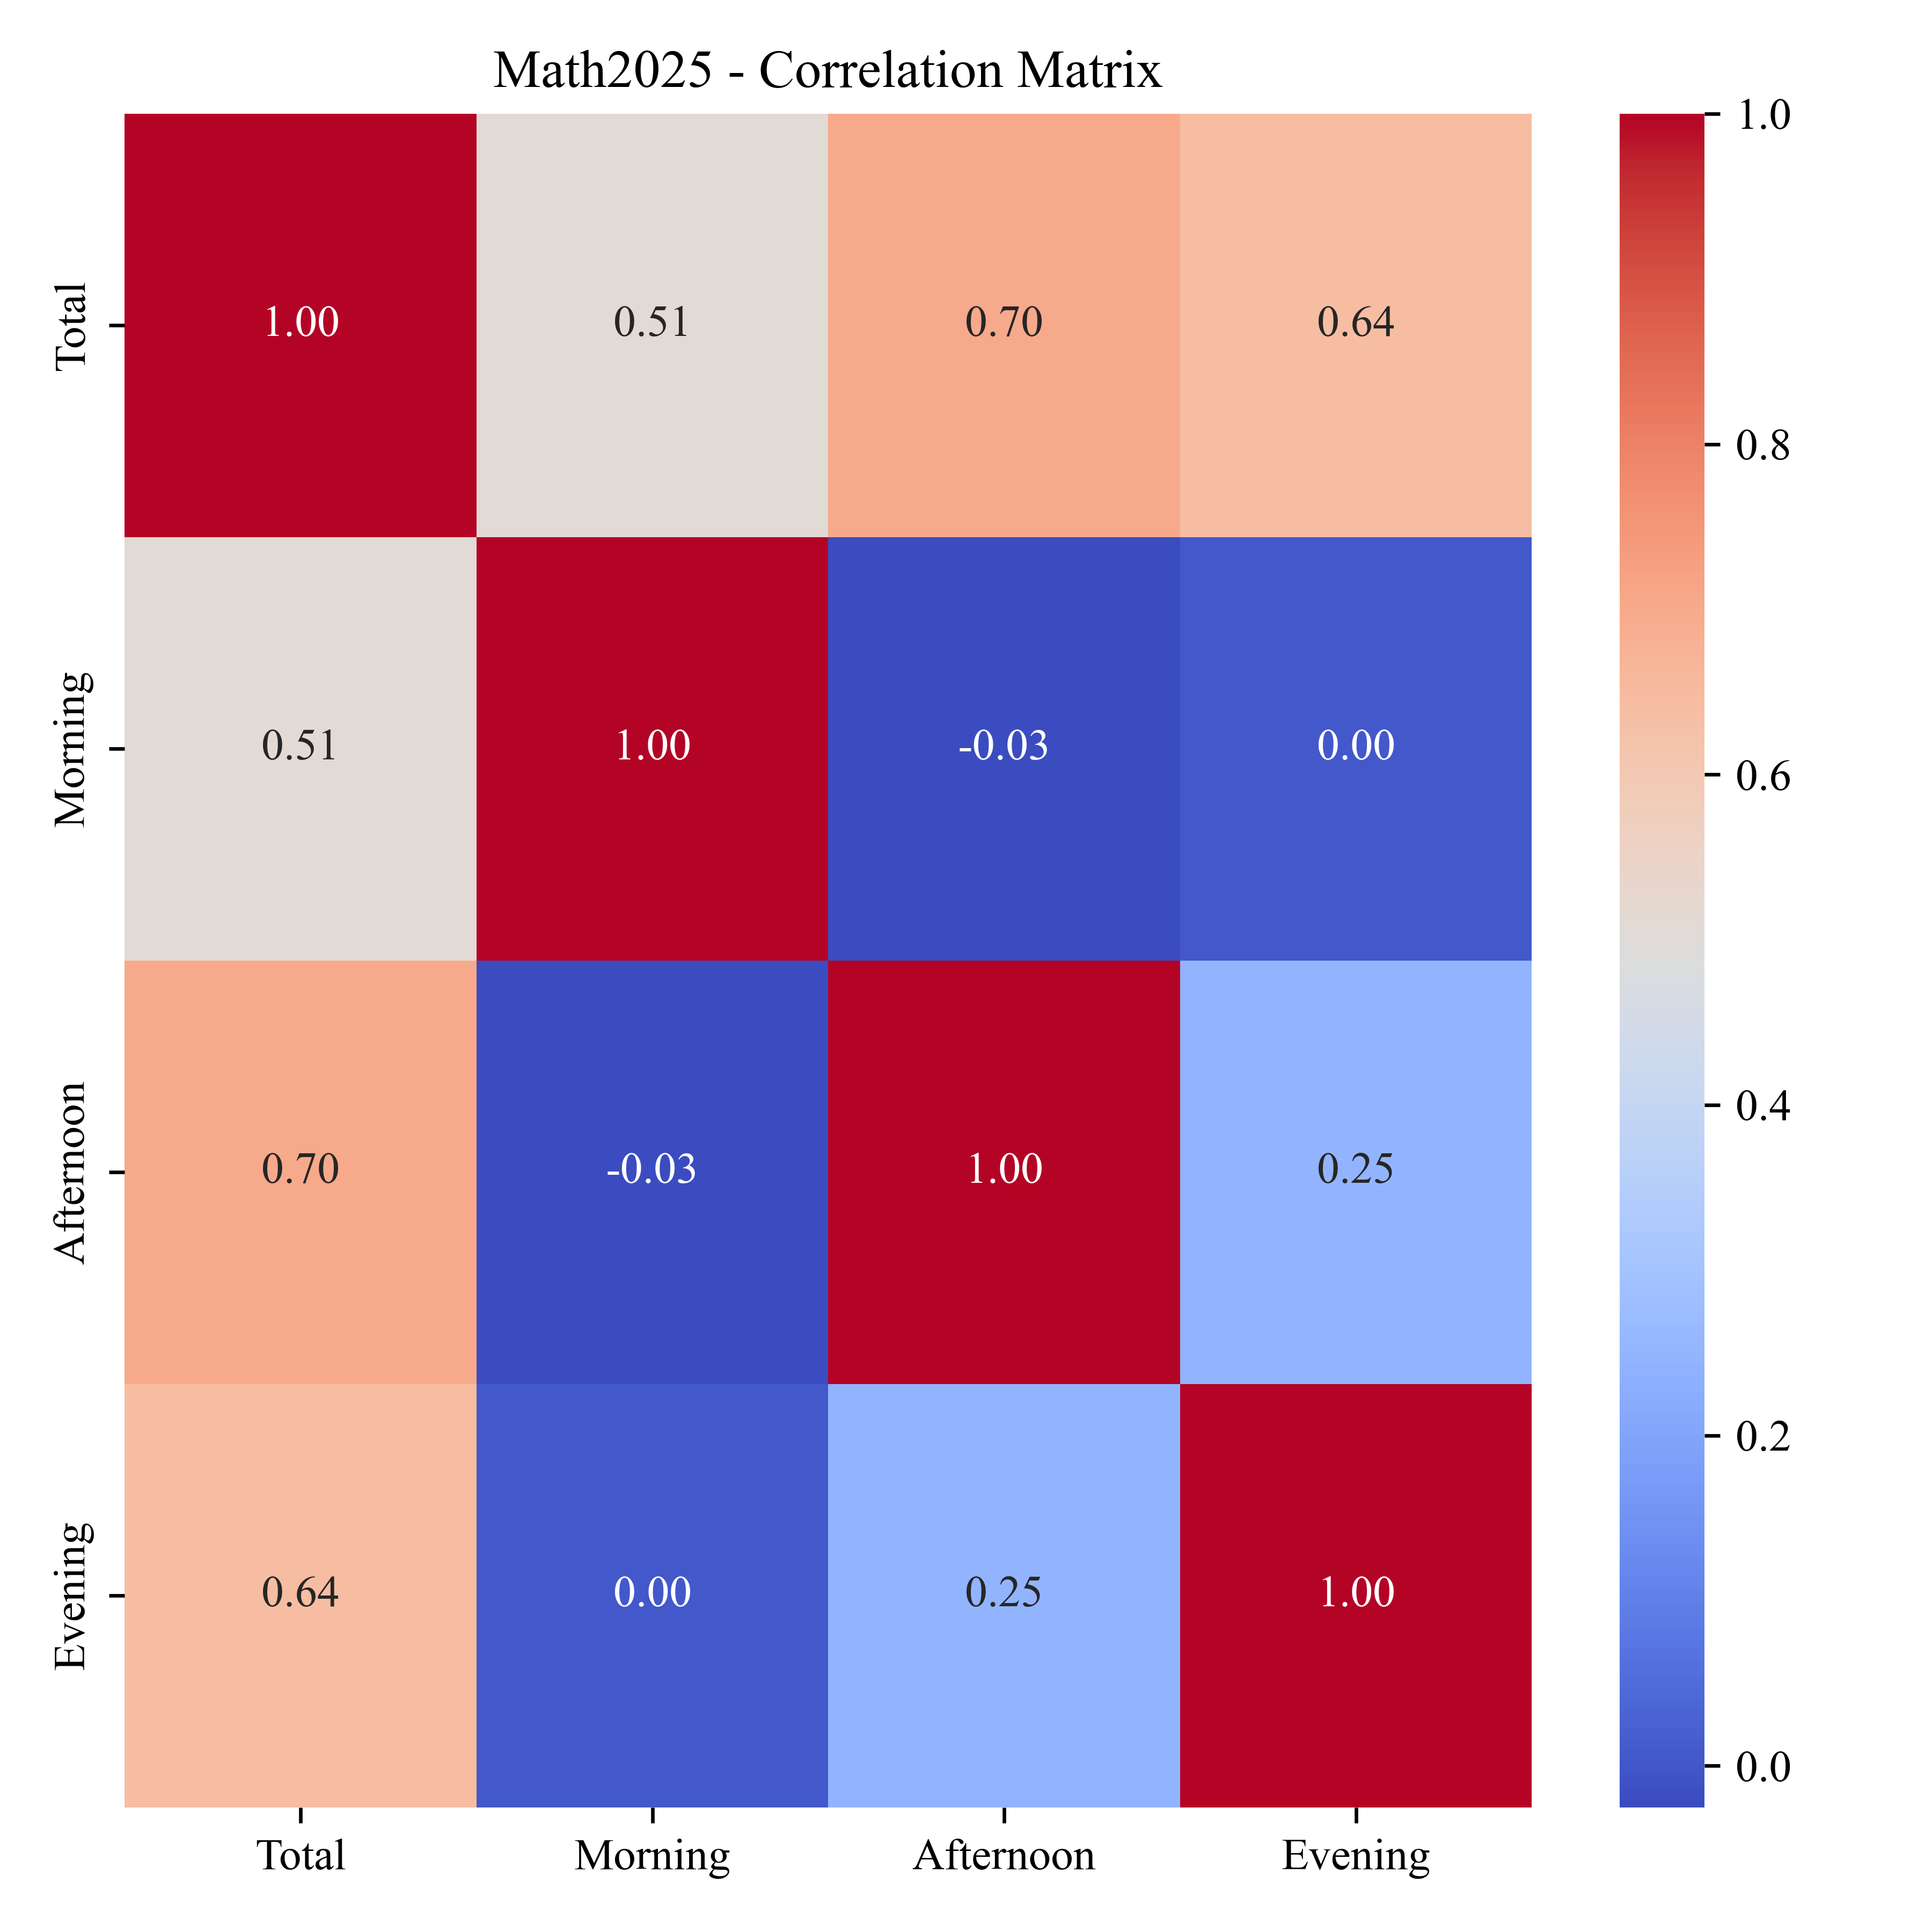 Math2025 - Correlation Matrix
Total 1.00 0.51 0.70 0.64
Morning 0.51 1.00 -0.03 0.00
Afternoon 0.70 -0.03 1.00 0.25
Evening 0.64 0.00 0.25 1.00
Total Morning Afternoon Evening
1.0
0.8
0.6
0.4
0.2
0.0